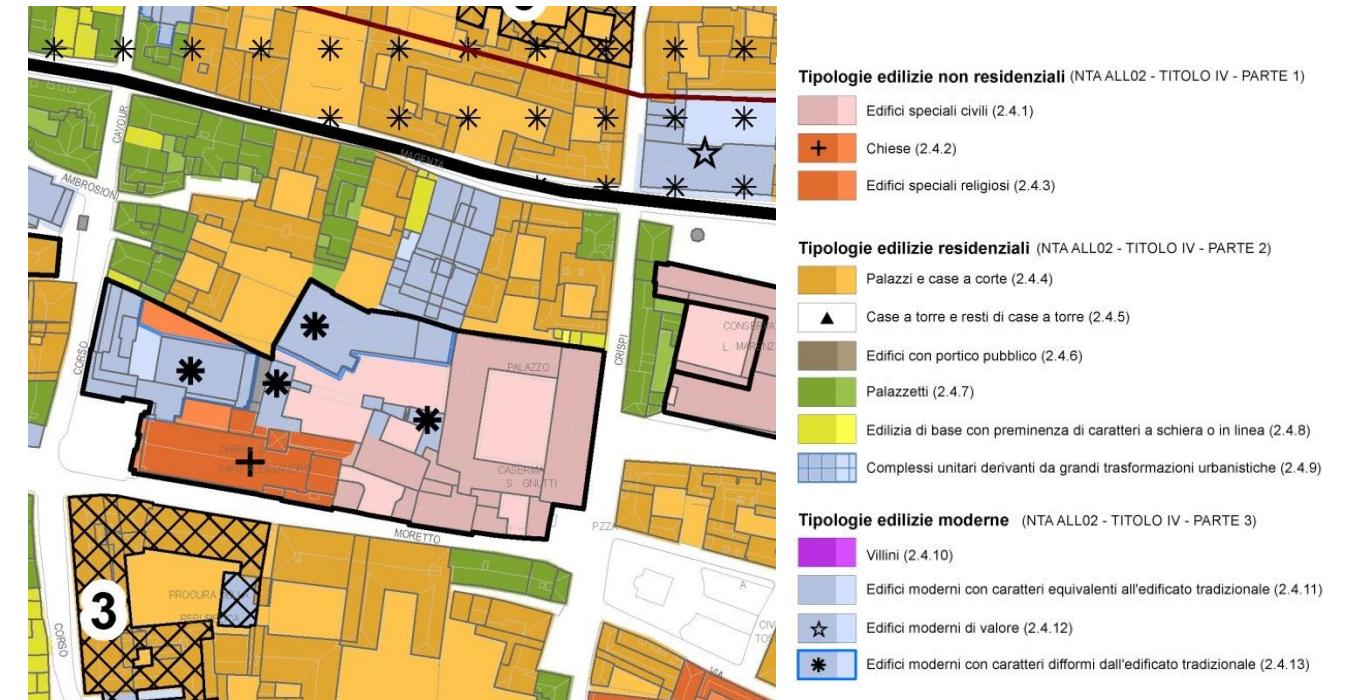 CAVOUR
MAGENTA
AMBROSIONI
CORSO
CRISPI
PALAZZO
CASERMA
S. GNUTTI
MORETTO
PZZA
A
PROCURA
3
CORSO
VIA
Tipologie edilizie non residenziali (NTA ALL02 - TITOLO IV - PARTE 1)
Edifici speciali civili (2.4.1)
Chiese (2.4.2)
Edifici speciali religiosi (2.4.3)
Tipologie edilizie residenziali (NTA ALL02 - TITOLO IV - PARTE 2)
Palazzi e case a corte (2.4.4)
Case a torre e resti di case a torre (2.4.5)
Edifici con portico pubblico (2.4.6)
Palazzetti (2.4.7)
Edilizia di base con preminenza di caratteri a schiera o in linea (2.4.8)
Complessi unitari derivanti da grandi trasformazioni urbanistiche (2.4.9)
Tipologie edilizie moderne (NTA ALL02 - TITOLO IV - PARTE 3)
Villini (2.4.10)
Edifici moderni con caratteri equivalenti all'edificato tradizionale (2.4.11)
Edifici moderni di valore (2.4.12)
Edifici moderni con caratteri difformi dall'edificato tradizionale (2.4.13)